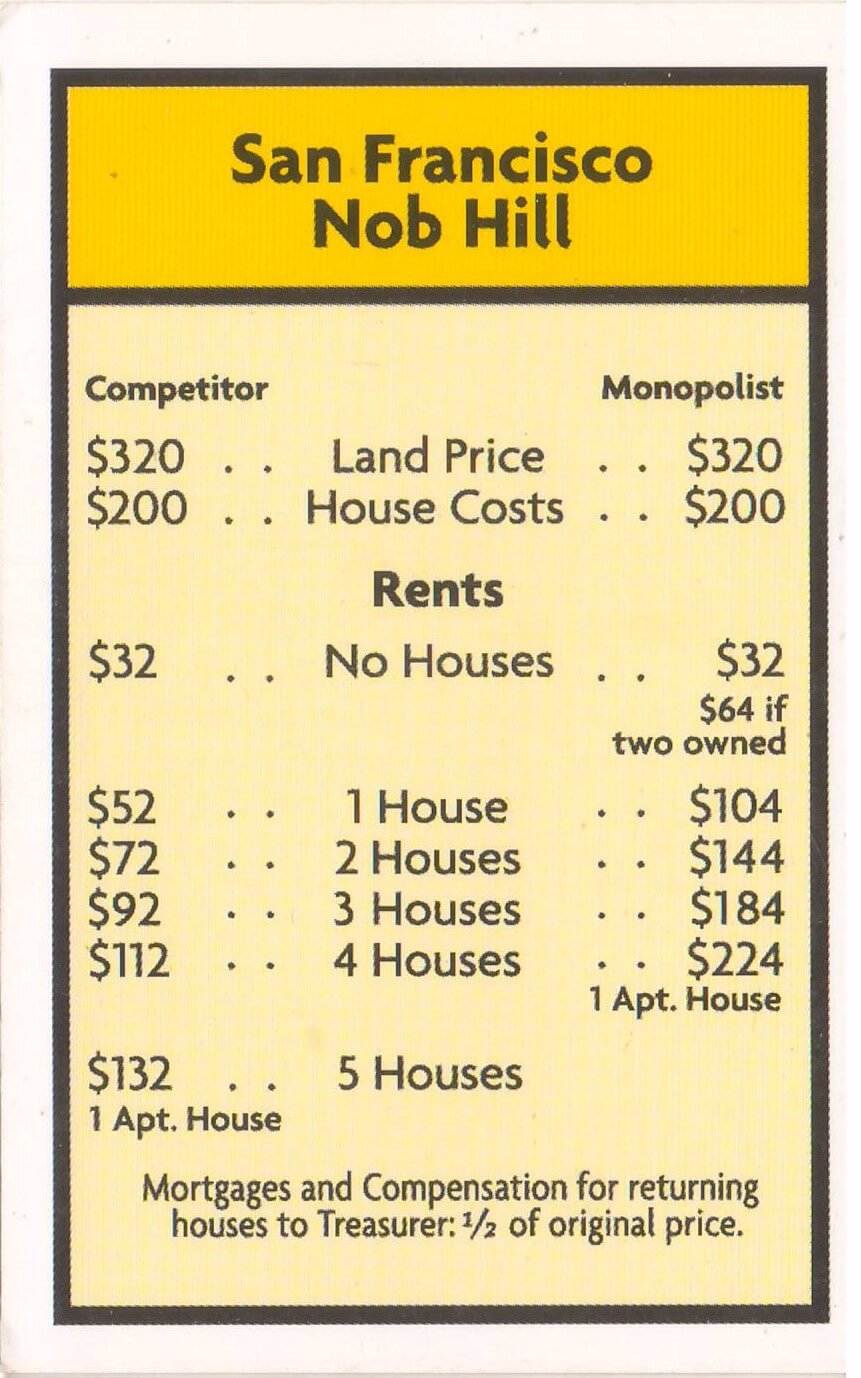 San Francisco
Nob Hill
Competitor Monopolist
$320 . . Land Price . . $320
$200 . . House Costs . . $200
Rents
$32 . . No Houses . . $32
$64 if
two owned
$52 . . 1 House . . $104
$72 . . 2 Houses . . $144
$92 . . 3 Houses . . $184
$112 . . 4 Houses . . $224
1 Apt. House
$132 . . 5 Houses
1 Apt. House
Mortgages and Compensation for returning
houses to Treasurer: ½ of original price.